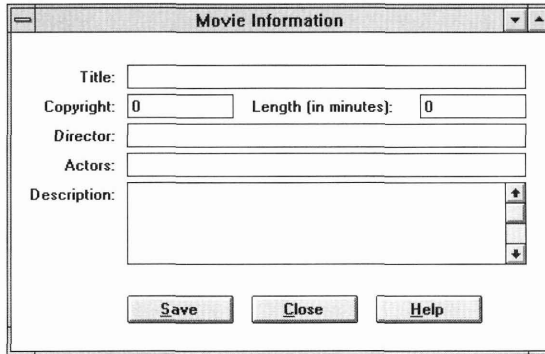 Movie Information
Title:
Copyright: 0 Length (in minutes): 0
Director:
Actors:
Description:
Save Close Help